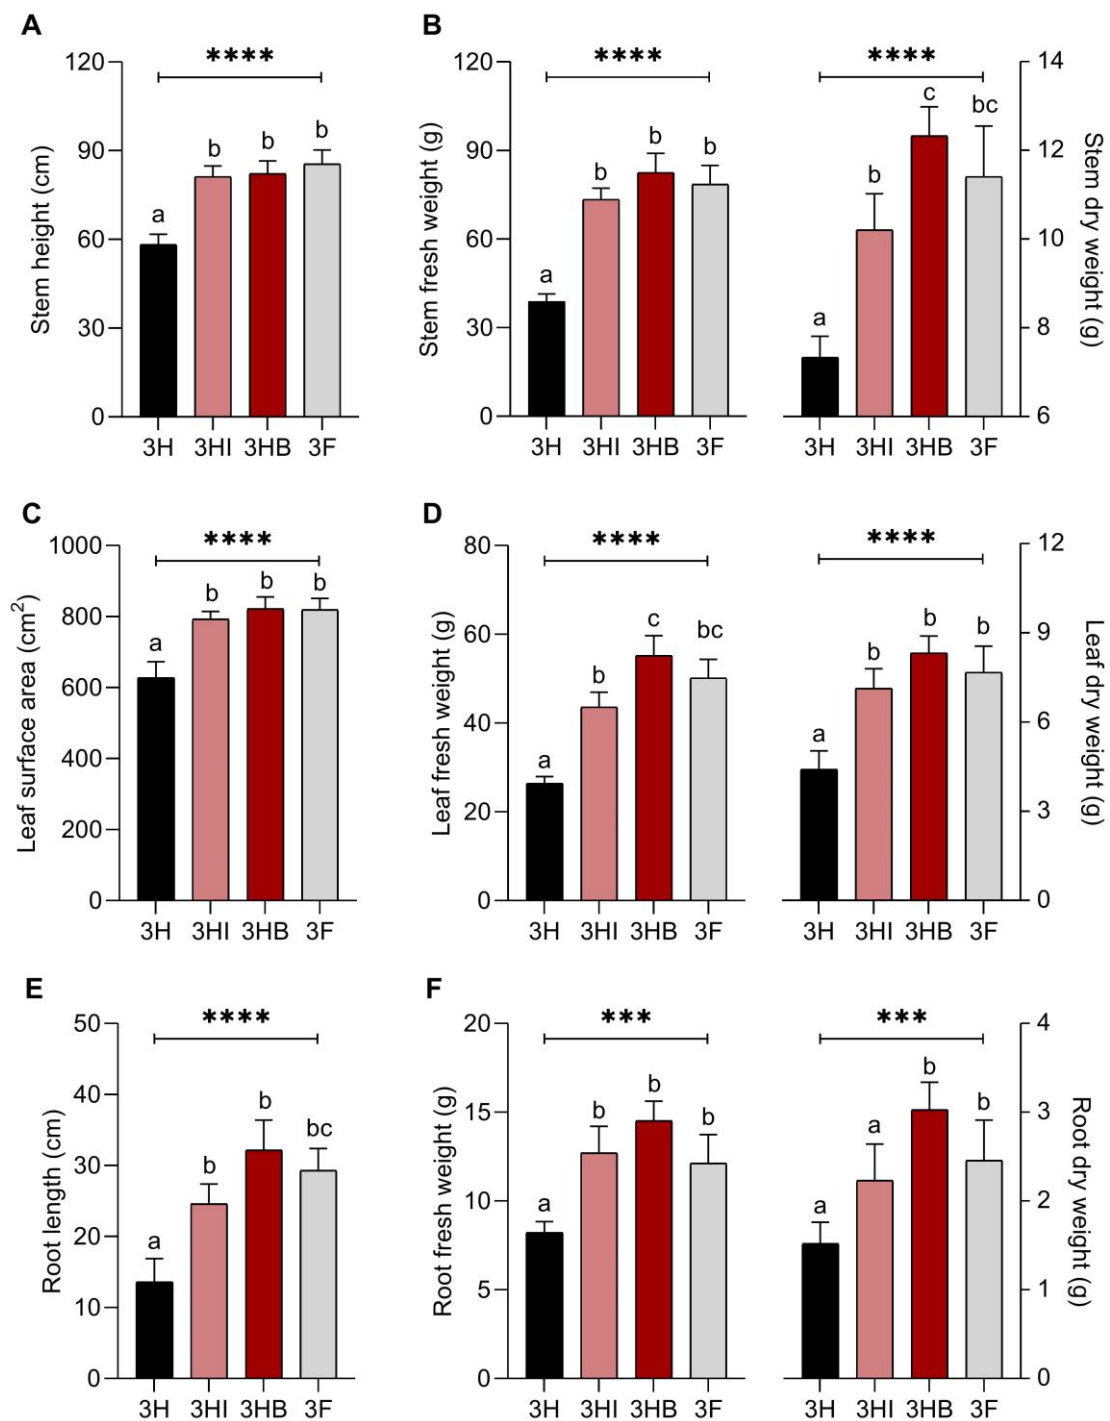 A
****
120
90
60
30
0
Stem height (cm)
a
b
b
b
3H 3HI 3HB 3F
B
****
120
90
60
30
0
Stem fresh weight (g)
a
b
b
b
3H 3HI 3HB 3F
****
14
12
10
8
6
Stem dry weight (g)
a
b
c
bc
3H 3HI 3HB 3F
C
****
1000
800
600
400
200
0
Leaf surface area (cm²)
a
b
b
b
3H 3HI 3HB 3F
D
****
80
60
40
20
0
Leaf fresh weight (g)
a
b
c
bc
3H 3HI 3HB 3F
****
12
9
6
3
0
Leaf dry weight (g)
a
b
b
b
3H 3HI 3HB 3F
E
****
50
40
30
20
10
0
Root length (cm)
a
b
b
bc
3H 3HI 3HB 3F
F
***
20
15
10
5
0
Root fresh weight (g)
a
b
b
b
3H 3HI 3HB 3F
***
4
3
2
1
0
Root dry weight (g)
a
a
b
b
3H 3HI 3HB 3F